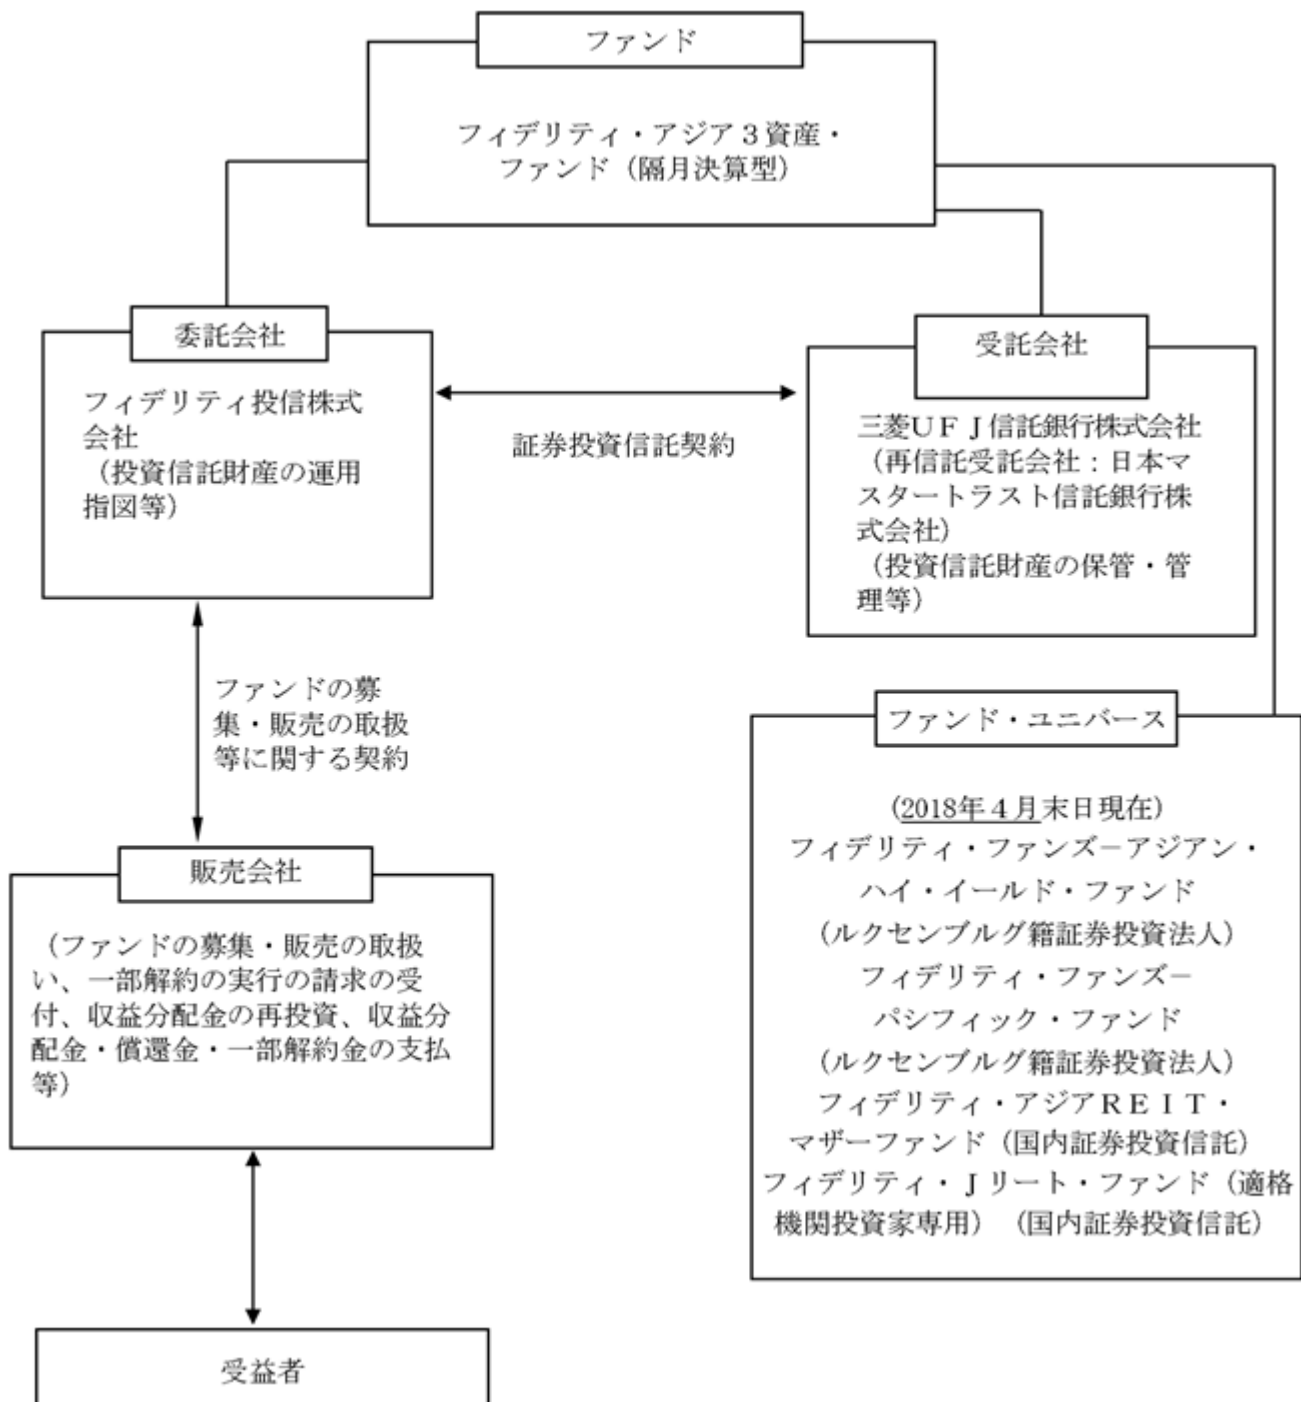 ファンド
フィデリティ・アジア３資産・
ファンド（隔月決算型）
委託会社
フィデリティ投信株式
会社
（投資信託財産の運用
指図等）
証券投資信託契約
受託会社
三菱ＵＦＪ信託銀行株式会社
（再信託受託会社：日本マ
スタートラスト信託銀行株
式会社）
（投資信託財産の保管・管
理等）
ファンドの募
集・販売の取扱
等に関する契約
ファンド・ユニバース
（2018年４月末日現在）
フィデリティ・ファンズ－アジアン・
ハイ・イールド・ファンド
（ルクセンブルグ籍証券投資法人）
フィデリティ・ファンズ－
パシフィック・ファンド
（ルクセンブルグ籍証券投資法人）
フィデリティ・アジアＲＥＩＴ・
マザーファンド（国内証券投資信託）
フィデリティ・Ｊリート・ファンド（適格
機関投資家専用）（国内証券投資信託）
販売会社
（ファンドの募集・販売の取扱
い、一部解約の実行の請求の受
付、収益分配金の再投資、収益分
配金・償還金・一部解約金の支払
等）
受益者